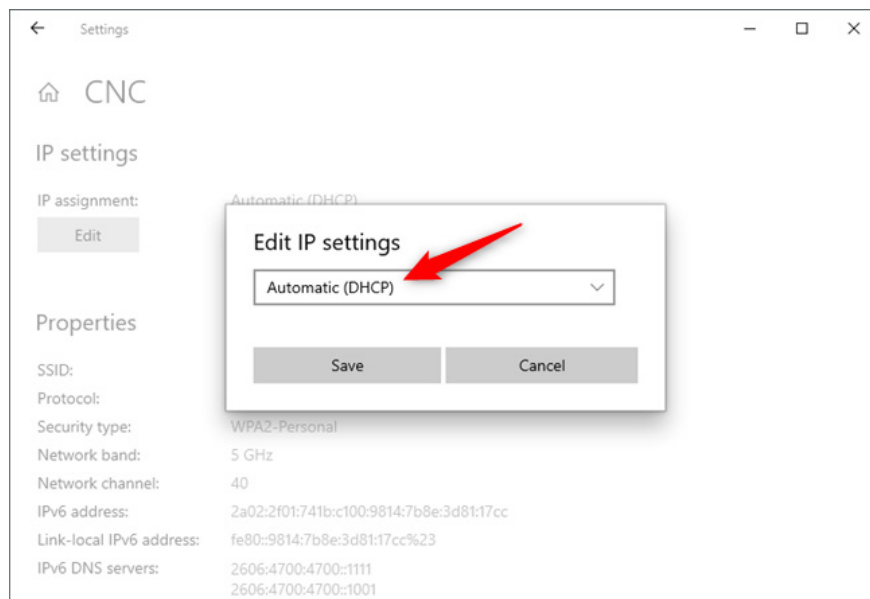 Settings
CNC
IP settings
IP assignment:
Automatic (DHCP)
Edit
Edit IP settings
Automatic (DHCP)
Save
Cancel
Properties
SSID:
Protocol:
Security type:
WPA2-Personal
Network band:
5 GHz
Network channel:
40
IPv6 address:
2a02:2f01:741b:c100:9814:7b8e:3d81:17cc
Link-local IPv6 address:
fe80::9814:7b8e:3d81:17cc%23
IPv6 DNS servers:
2606:4700:4700::1111
2606:4700:4700::1001